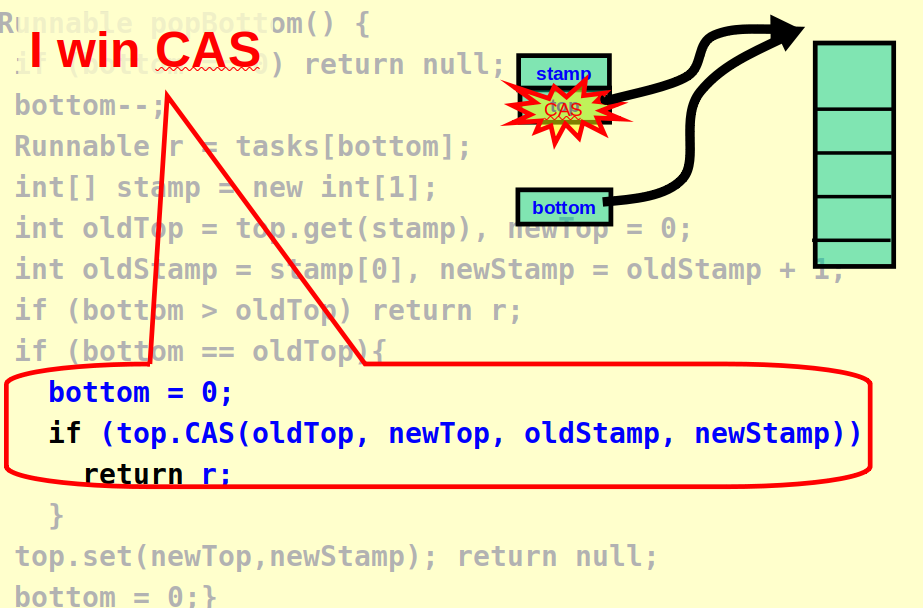 Runnable popBottom() {
I win CAS
if (bottom == 0) return null;
bottom--;
Runnable r = tasks[bottom];
int[] stamp = new int[1];
int oldTop = top.get(stamp), newTop = 0;
int oldStamp = stamp[0], newStamp = oldStamp + 1;
if (bottom > oldTop) return r;
if (bottom == oldTop){
bottom = 0;
if (top.CAS(oldTop, newTop, oldStamp, newStamp))
return r;
}
top.set(newTop,newStamp); return null;
bottom = 0;}
stamp
top
CAS
bottom